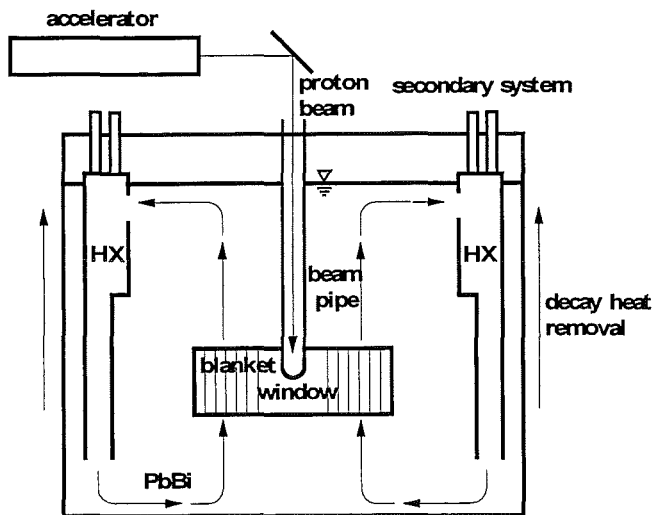 accelerator
proton
beam
secondary system
HX
HX
beam
pipe
decay heat
removal
blanket
window
PbBi